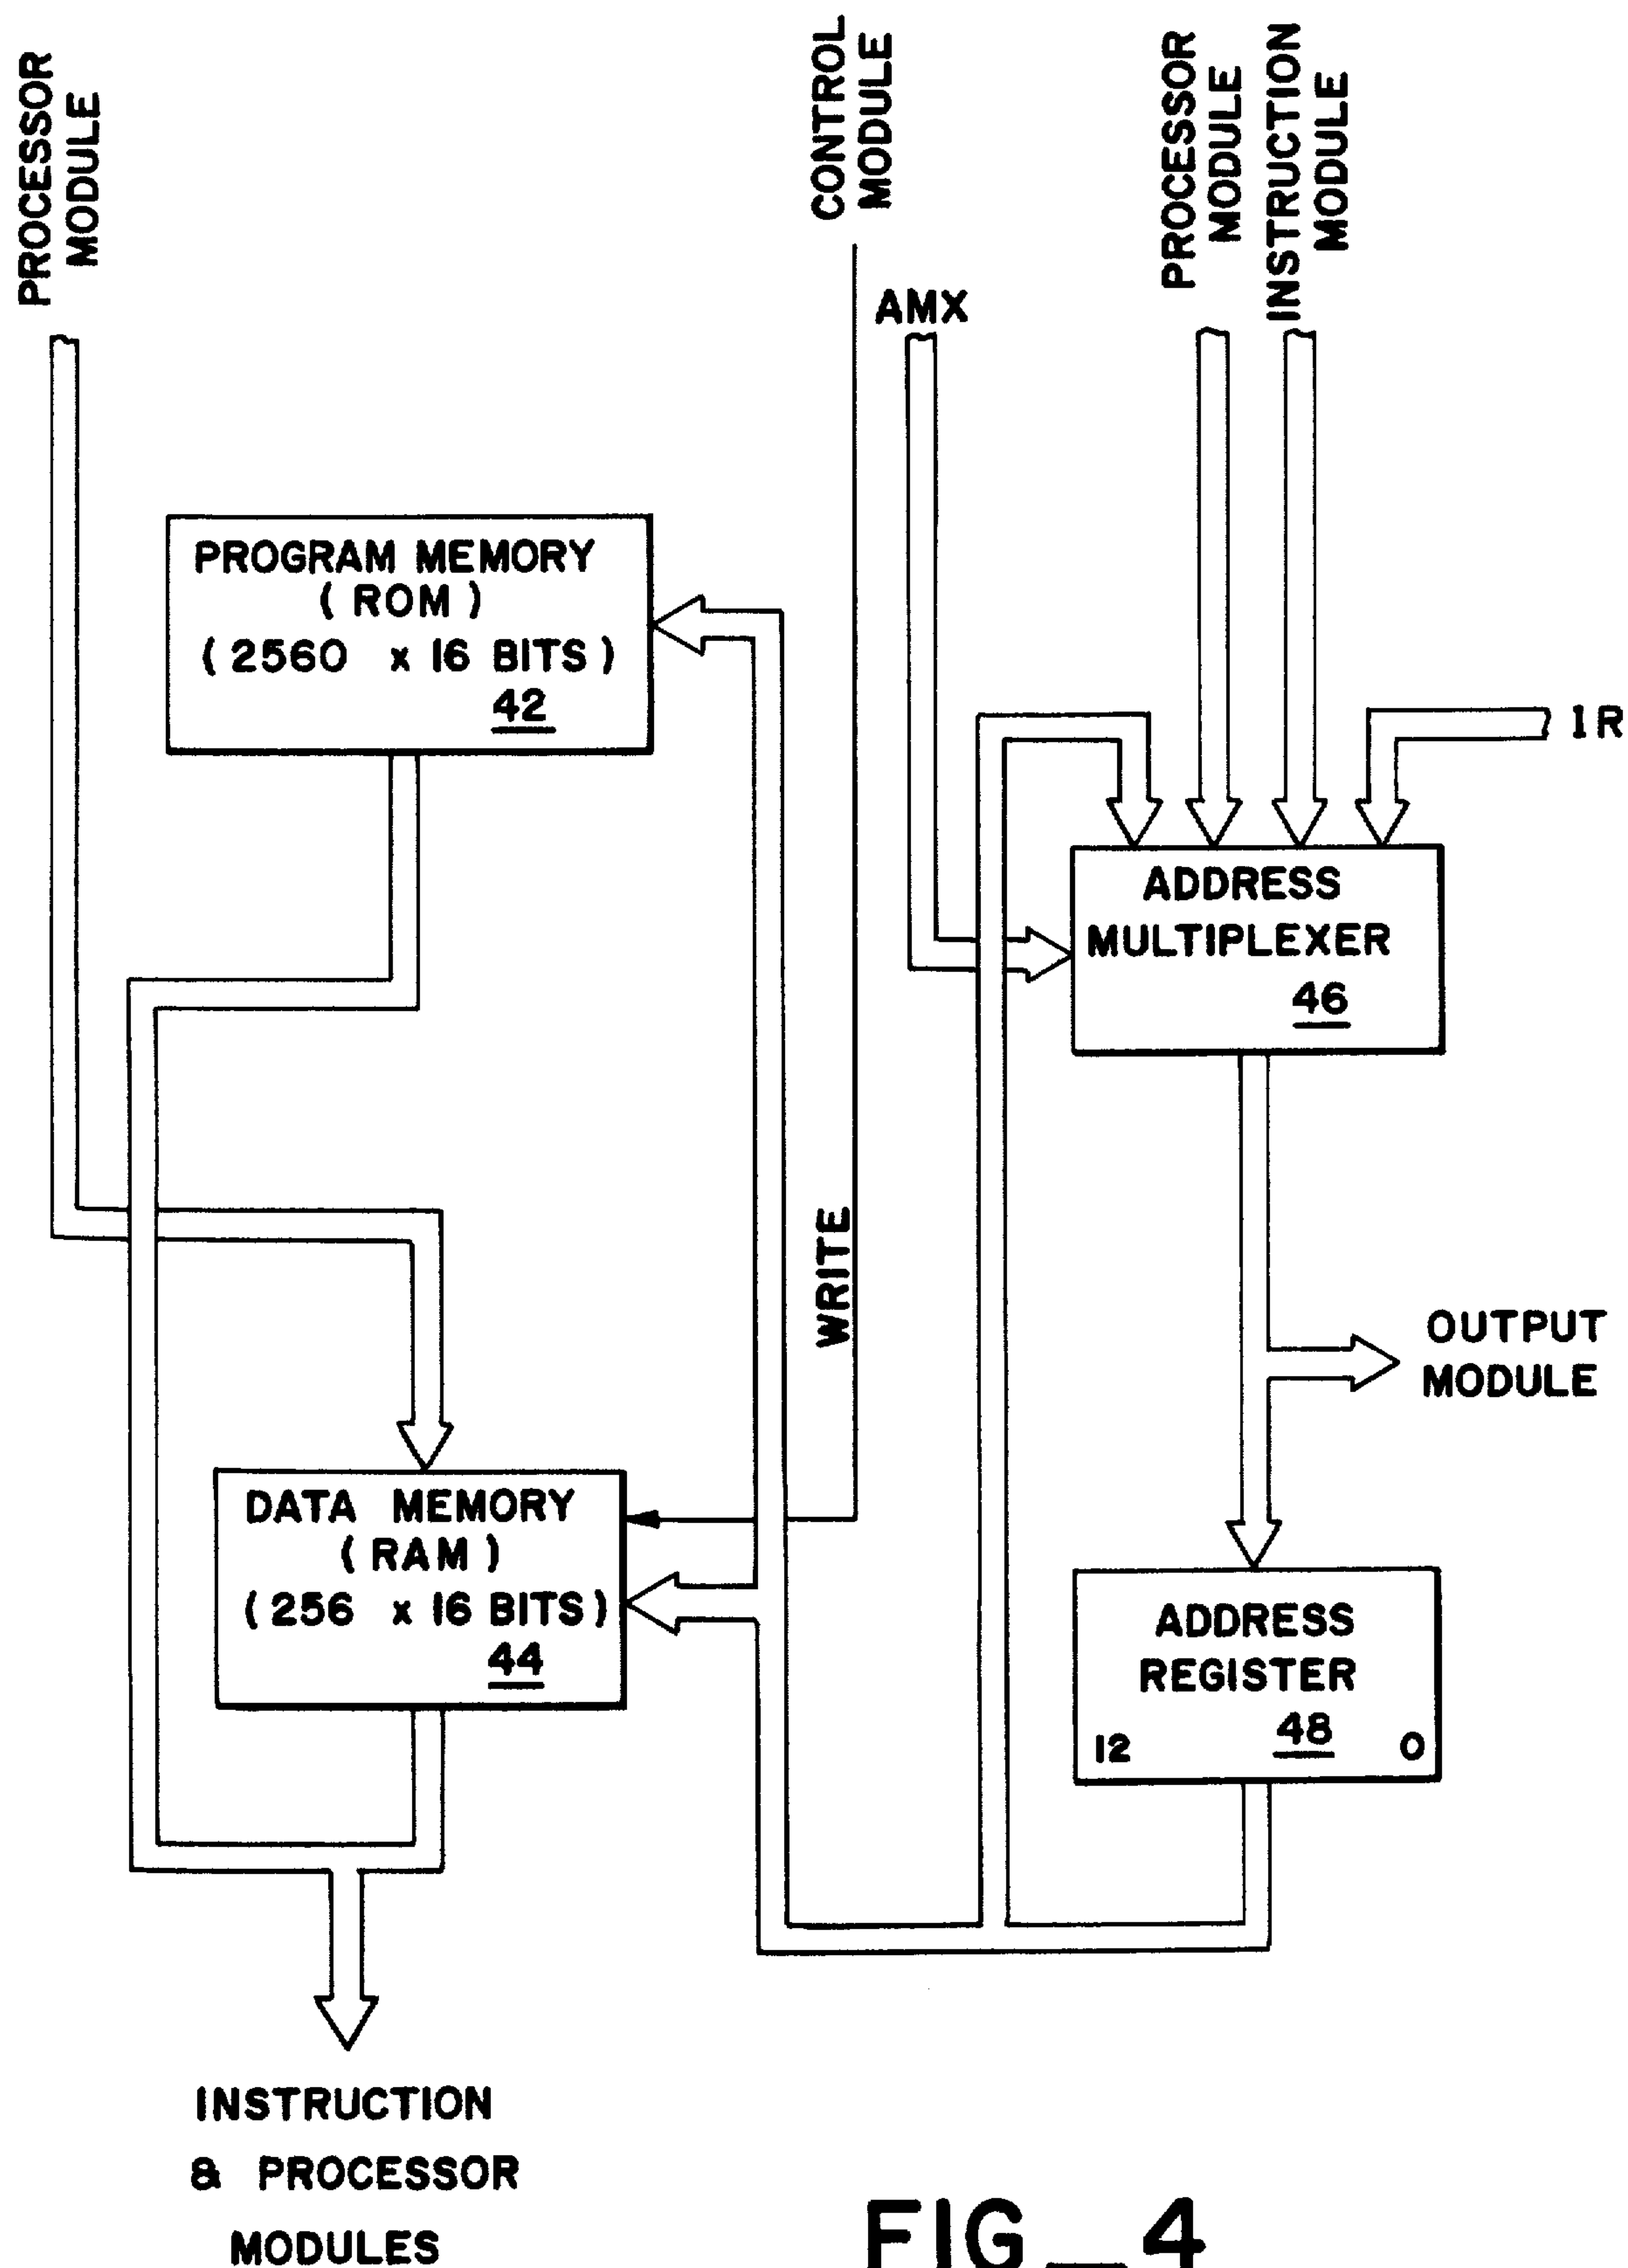 PROCESSOR
MODULE
CONTROL
MODULE
PROCESSOR
MODULE
INSTRUCTION
MODULE
AMX
PROGRAM MEMORY
( ROM )
( 2560 x 16 BITS )
42
IR
ADDRESS
MULTIPLEXER
46
WRITE
OUTPUT
MODULE
DATA MEMORY
( RAM )
( 256 x 16 BITS )
44
ADDRESS
REGISTER
48
12 0
INSTRUCTION
& PROCESSOR
MODULES
FIG_4